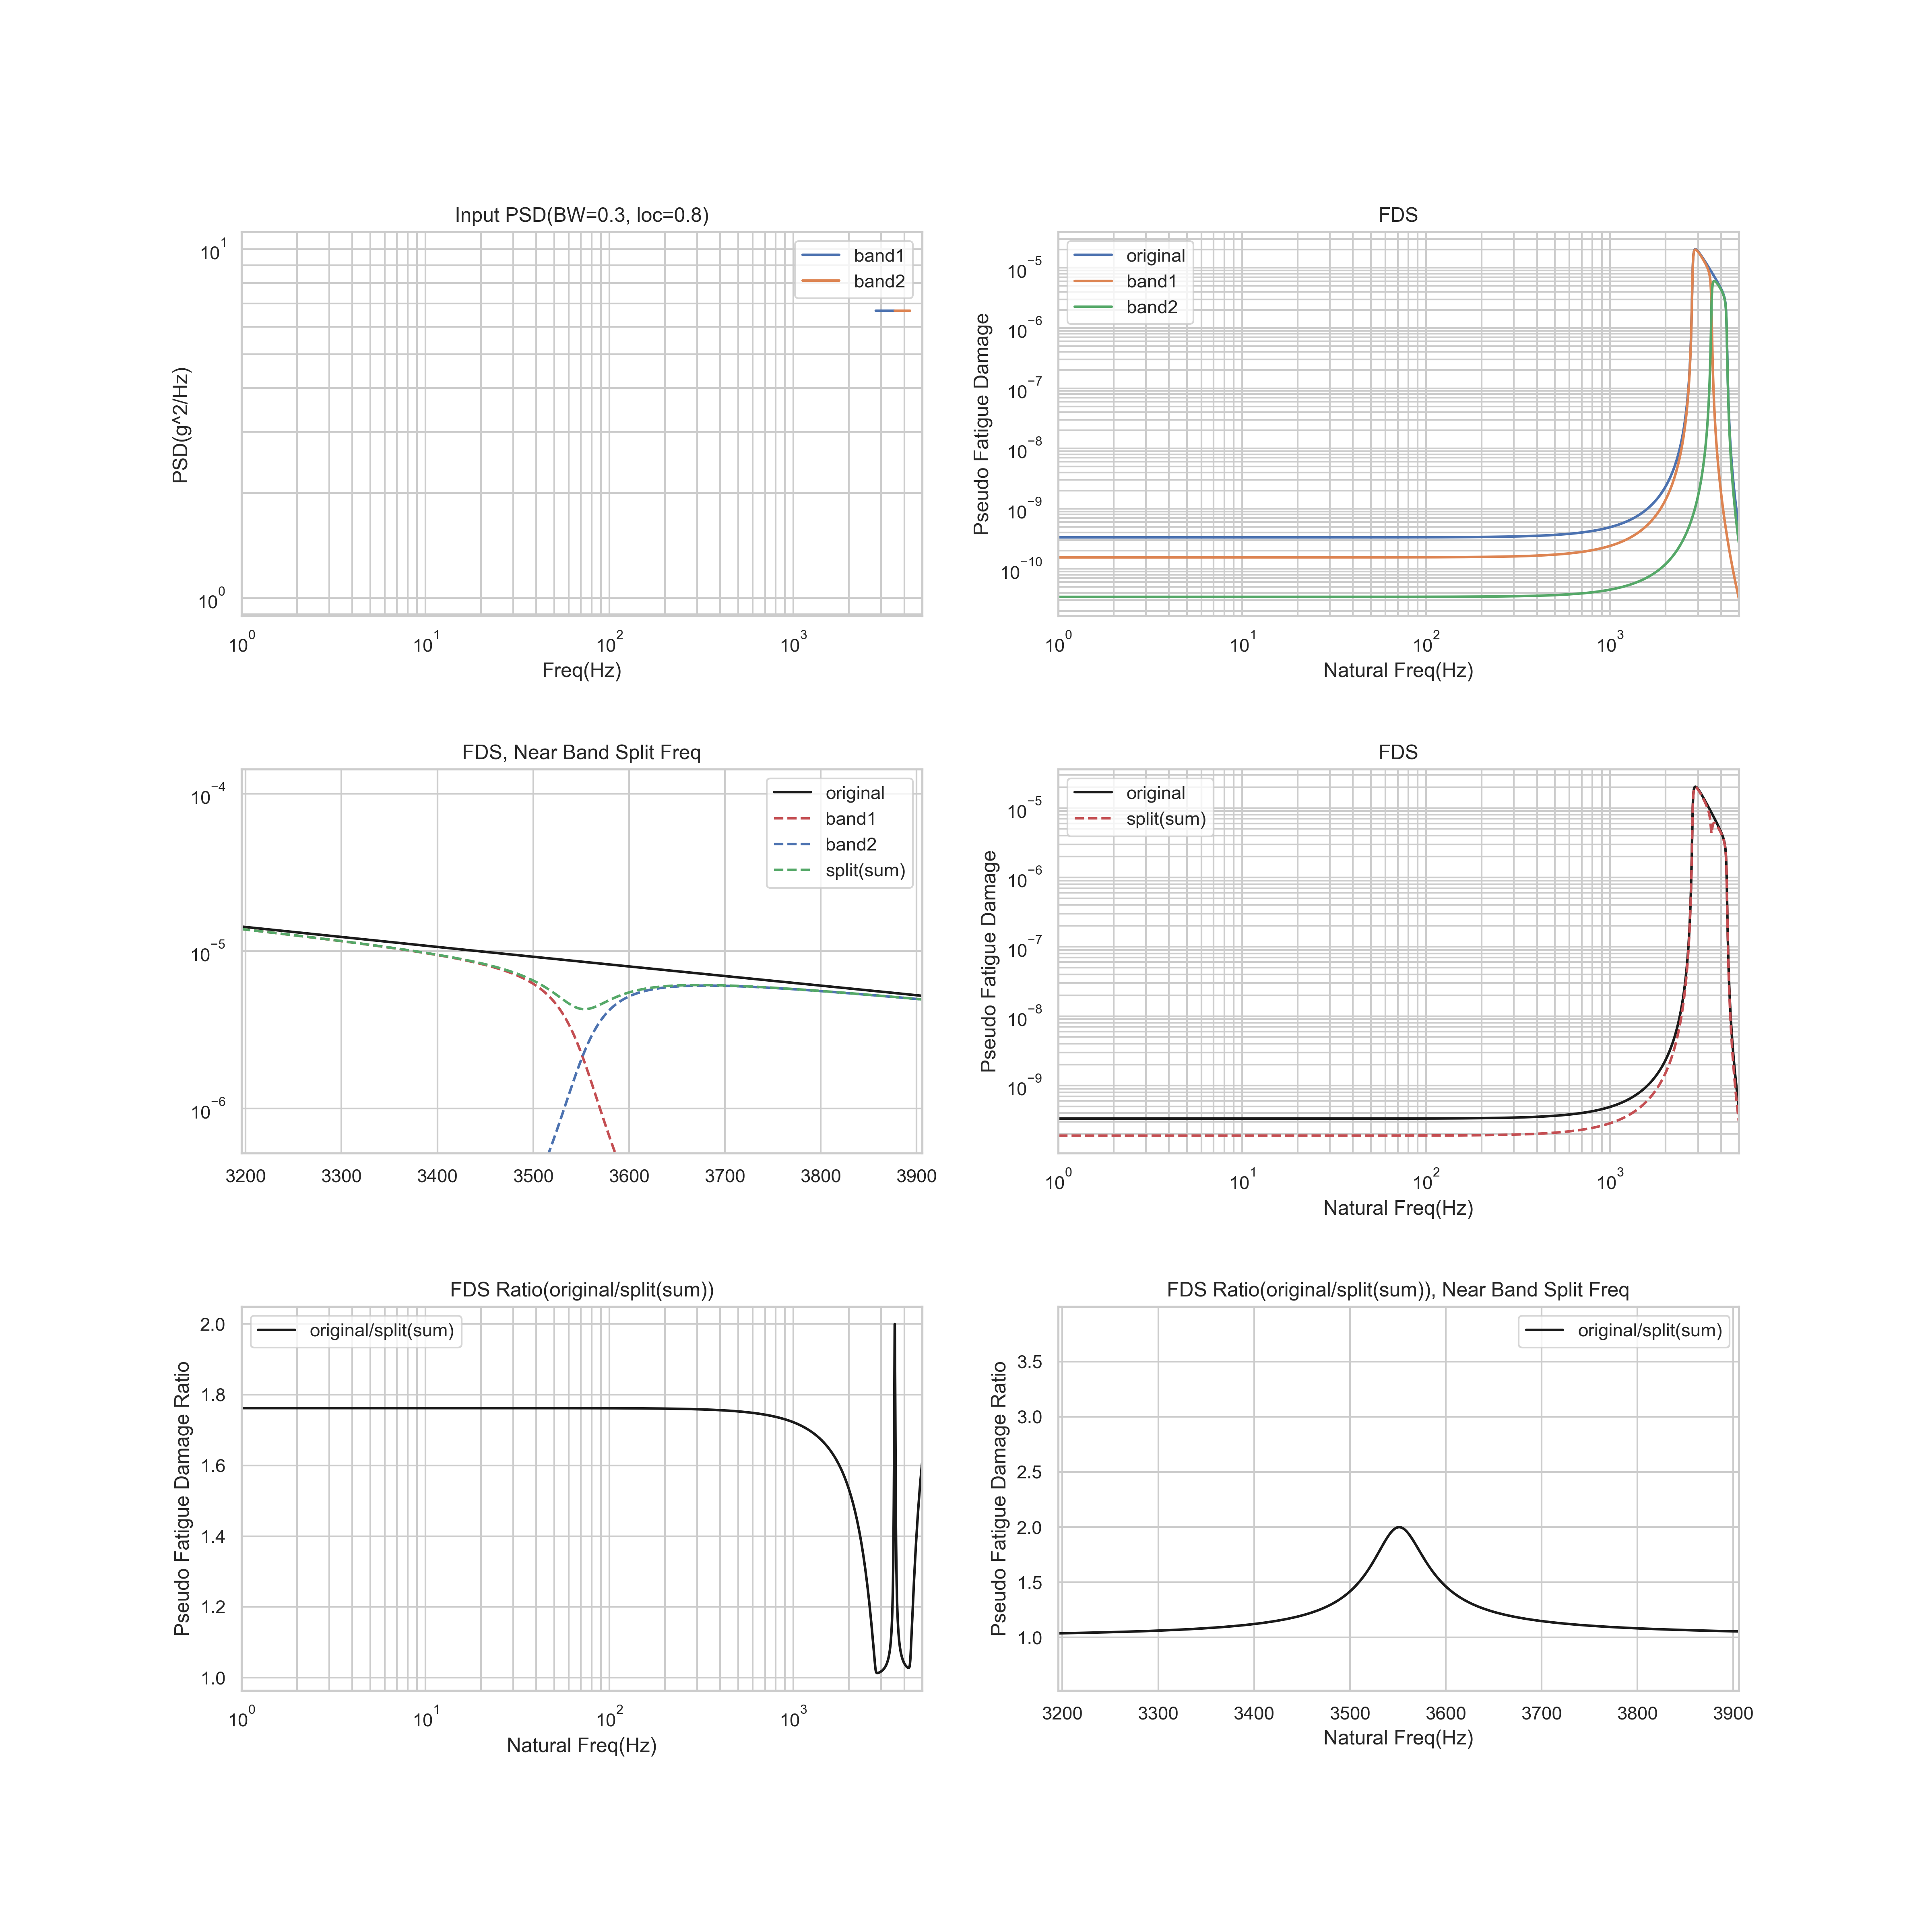 Input PSD(BW=0.3, loc=0.8)
10^1
10^0
PSD(g^2/Hz)
band1
band2
10^0 10^1 10^2 10^3
Freq(Hz)
FDS
10^-5
10^-6
10^-7
10^-8
10^-9
10^-10
Pseudo Fatigue Damage
original
band1
band2
10^0 10^1 10^2 10^3
Natural Freq(Hz)
FDS, Near Band Split Freq
10^-4
10^-5
10^-6
original
band1
band2
split(sum)
3200 3300 3400 3500 3600 3700 3800 3900
FDS
10^-5
10^-6
10^-7
10^-8
10^-9
Pseudo Fatigue Damage
original
split(sum)
10^0 10^1 10^2 10^3
Natural Freq(Hz)
FDS Ratio(original/split(sum))
2.0
1.8
1.6
1.4
1.2
1.0
Pseudo Fatigue Damage Ratio
original/split(sum)
10^0 10^1 10^2 10^3
Natural Freq(Hz)
FDS Ratio(original/split(sum)), Near Band Split Freq
3.5
3.0
2.5
2.0
1.5
1.0
Pseudo Fatigue Damage Ratio
original/split(sum)
3200 3300 3400 3500 3600 3700 3800 3900
Natural Freq(Hz)